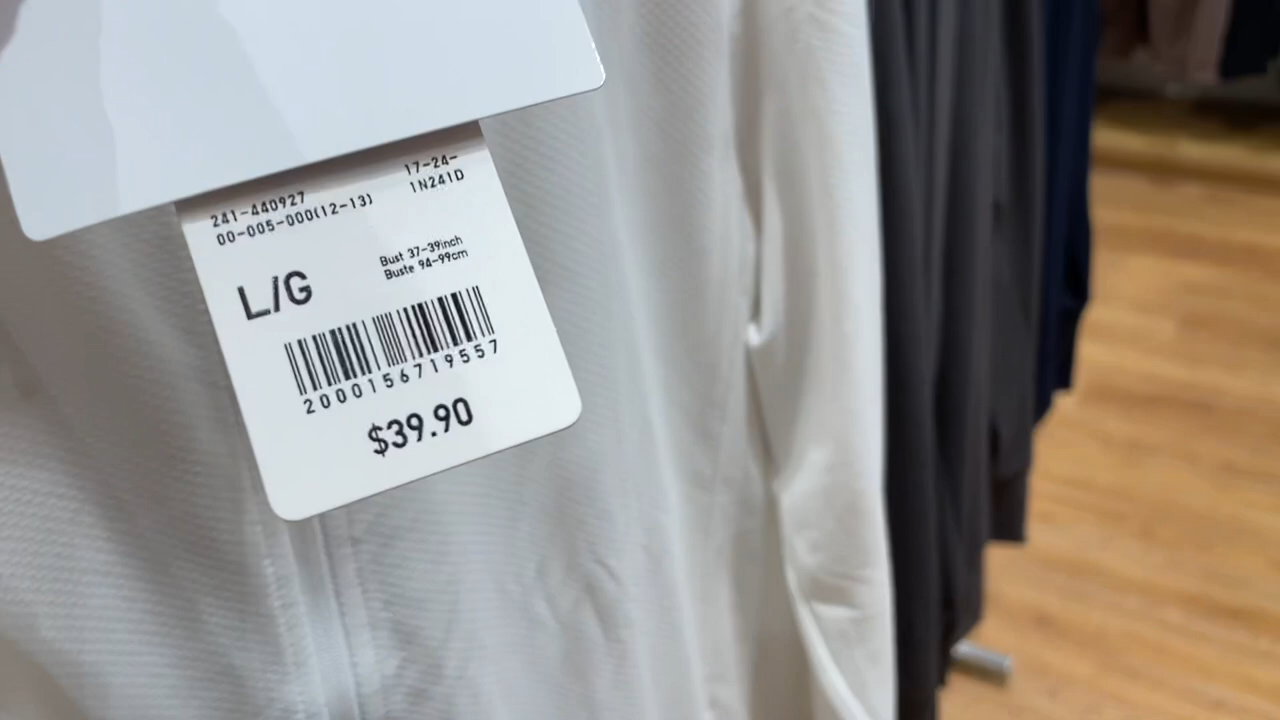 241-440927
17-24-
00-005-000(12-13)
1N241D
L/G
Bust 37-39inch
Buste 94-99cm
2000156719557
$39.90